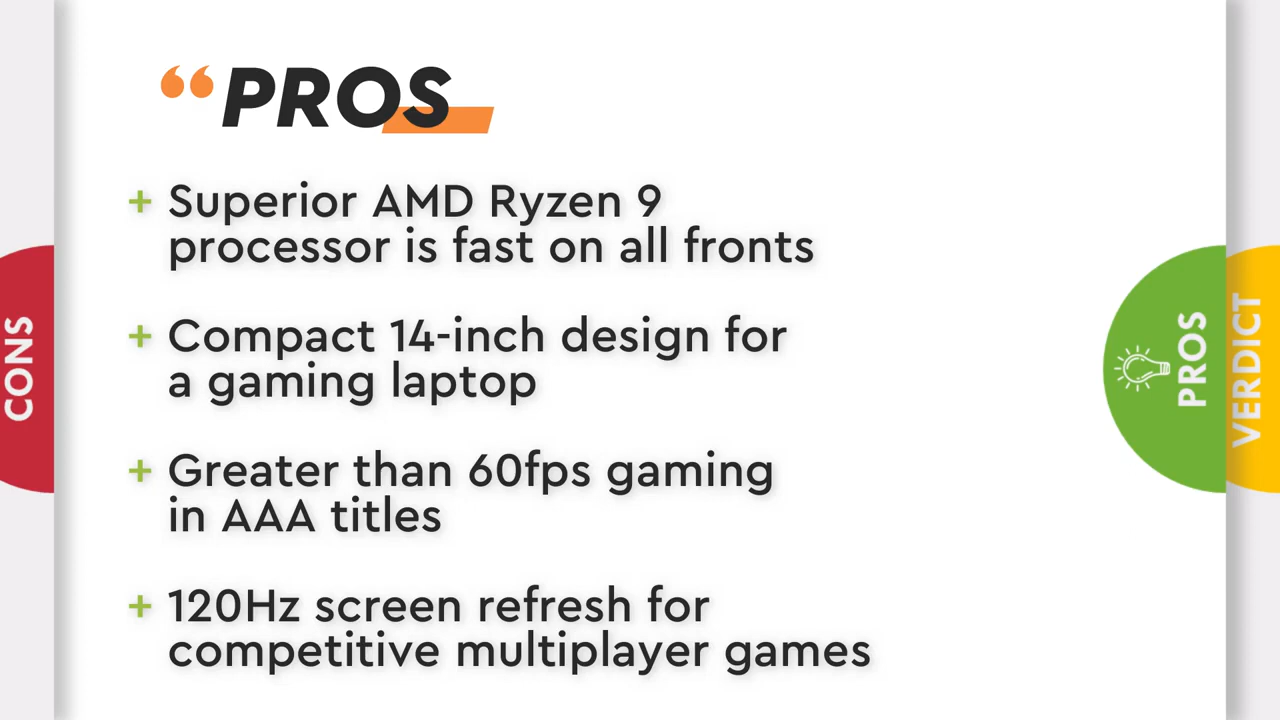 “PROS
+ Superior AMD Ryzen 9
processor is fast on all fronts
+ Compact 14-inch design for
a gaming laptop
+ Greater than 60fps gaming
in AAA titles
+ 120Hz screen refresh for
competitive multiplayer games
CONS
PROS
VERDICT